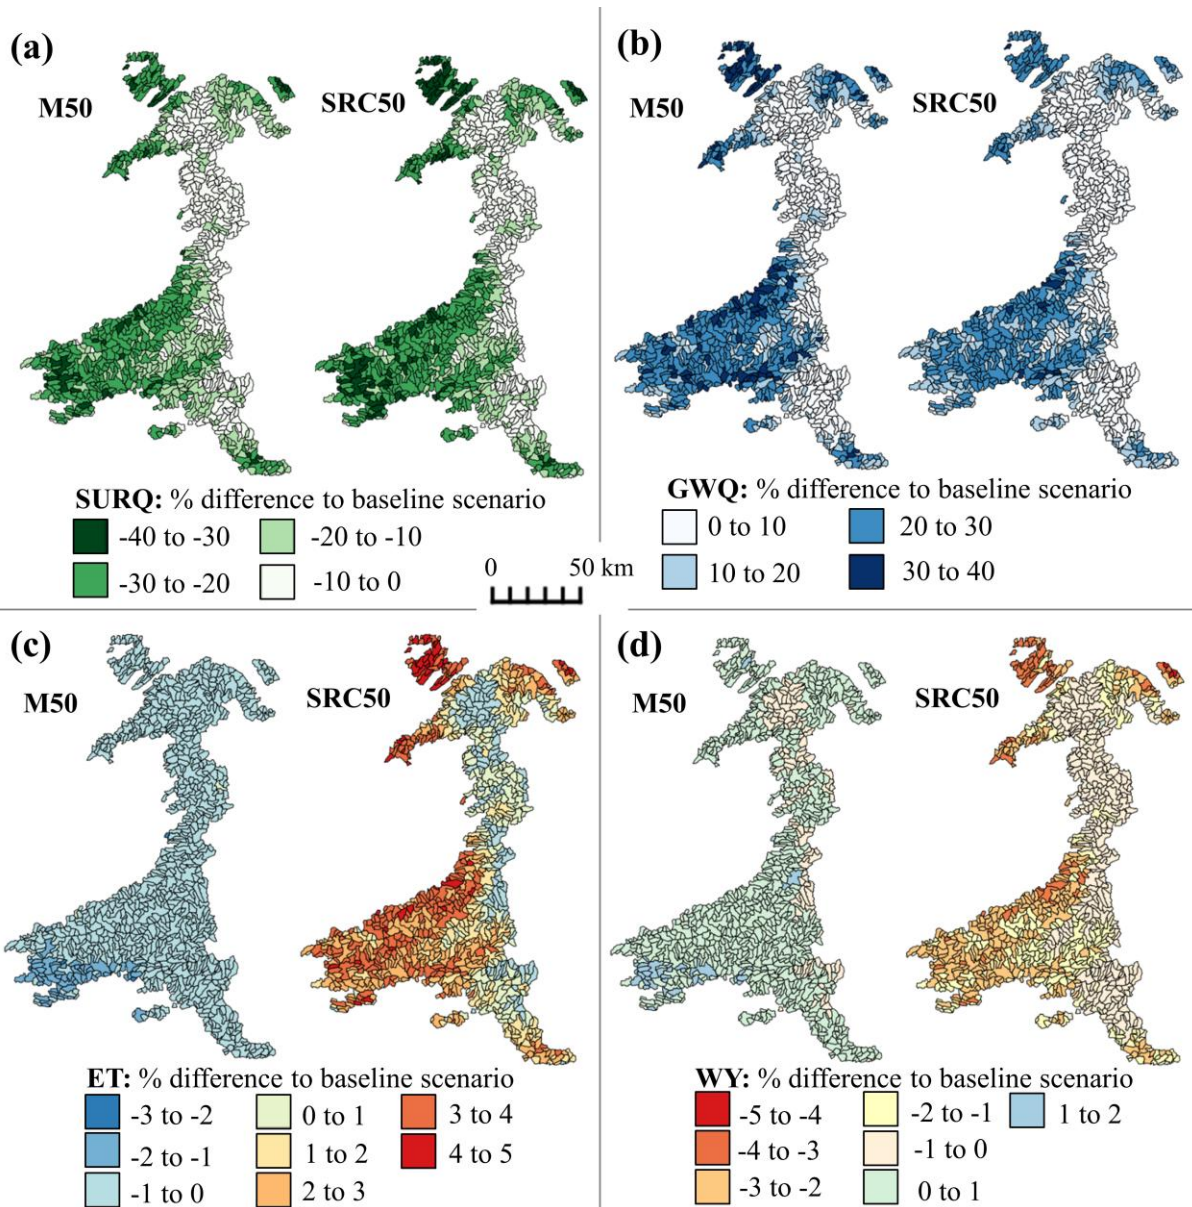 (a)
M50
SRC50
SURQ: % difference to baseline scenario
-40 to -30
-20 to -10
-30 to -20
-10 to 0
(b)
M50
SRC50
GWQ: % difference to baseline scenario
0 to 10
20 to 30
10 to 20
30 to 40
0 50 km
(c)
M50
SRC50
ET: % difference to baseline scenario
-3 to -2
0 to 1
3 to 4
-2 to -1
1 to 2
4 to 5
-1 to 0
2 to 3
(d)
M50
SRC50
WY: % difference to baseline scenario
-5 to -4
-2 to -1
1 to 2
-4 to -3
-1 to 0
-3 to -2
0 to 1